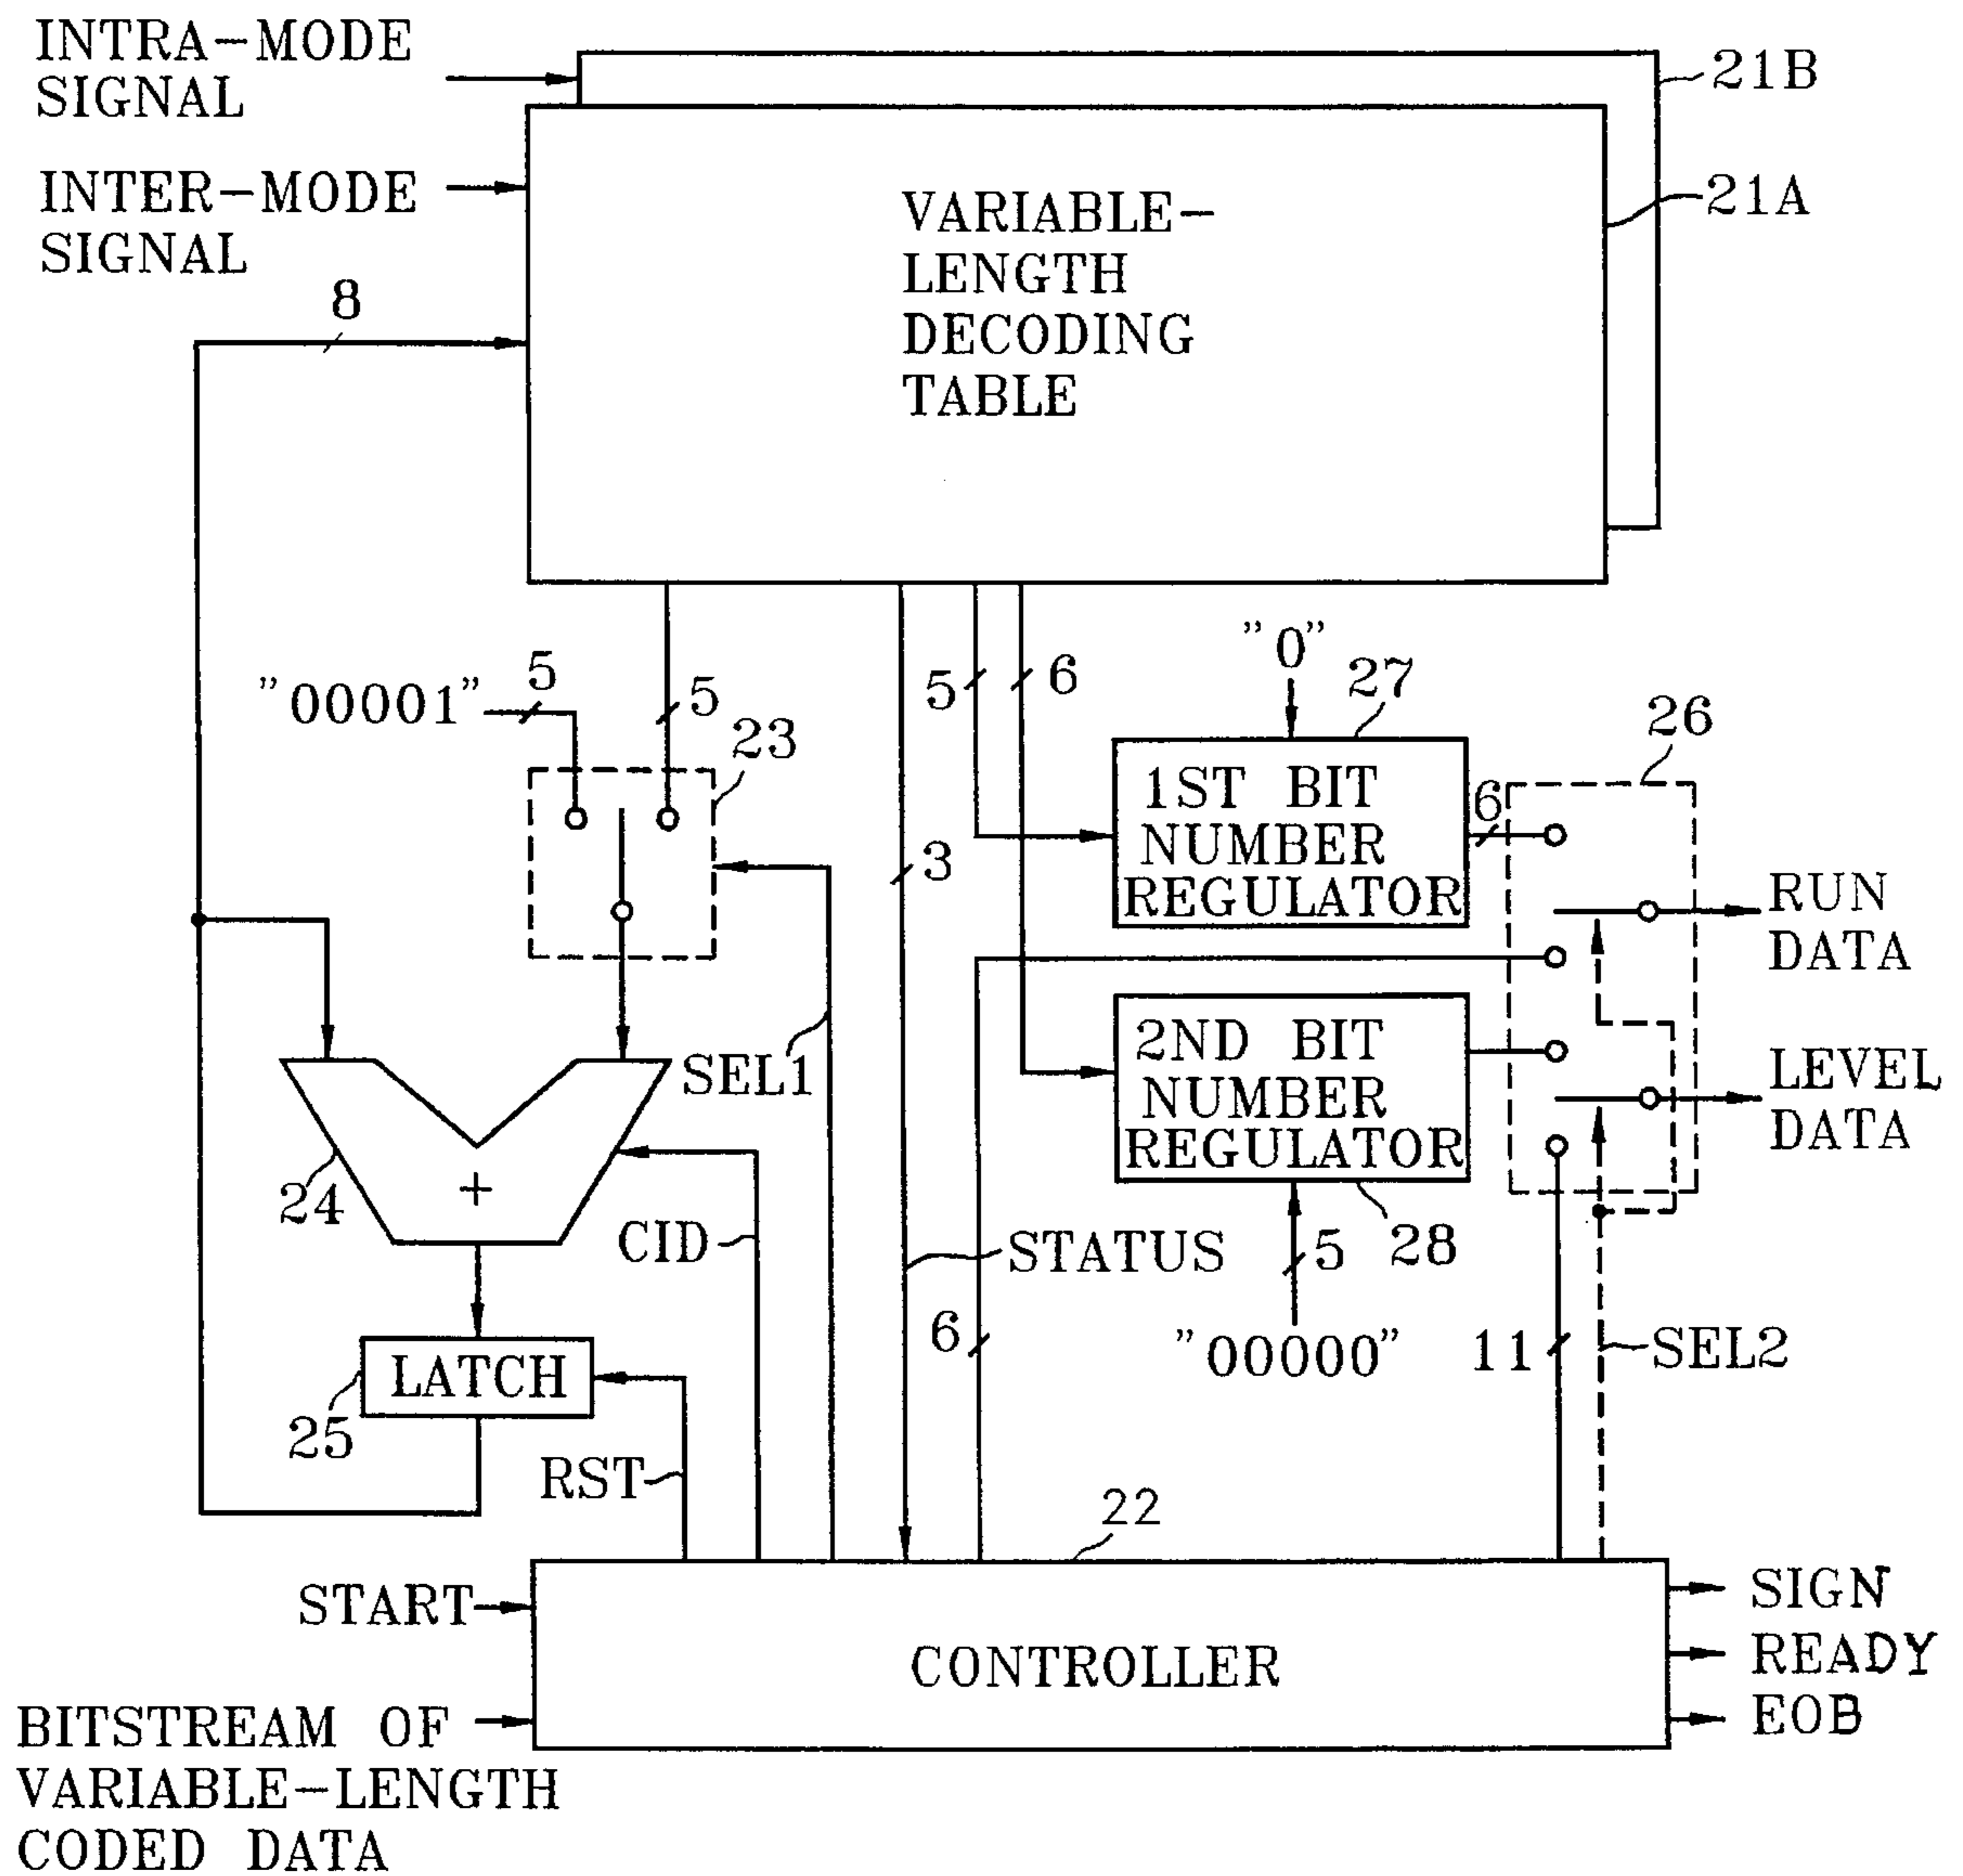 INTRA-MODE
SIGNAL
21B
INTER-MODE
SIGNAL
21A
VARIABLE-
LENGTH
DECODING
TABLE
8
"00001"
5
5
23
5
6
"0"
27
26
1ST BIT
NUMBER
REGULATOR
6
3
RUN
DATA
SEL1
2ND BIT
NUMBER
REGULATOR
LEVEL
DATA
24
+
CID
STATUS
5
28
"00000"
6
11
SEL2
LATCH
25
RST
22
START
CONTROLLER
SIGN
READY
EOB
BITSTREAM OF
VARIABLE-LENGTH
CODED DATA